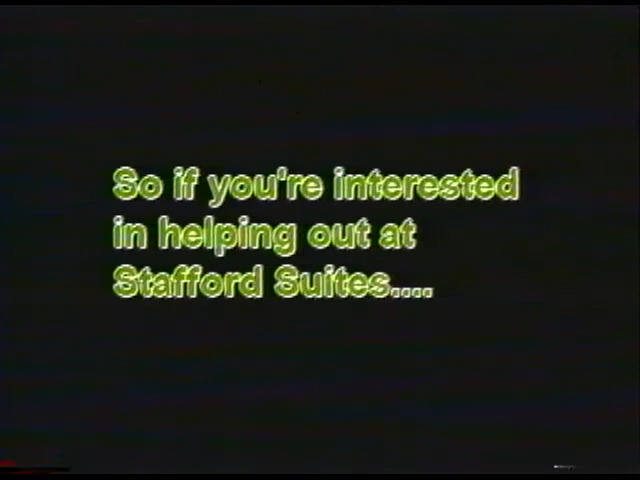 So if you're interested
in helping out at
Stafford Suites....